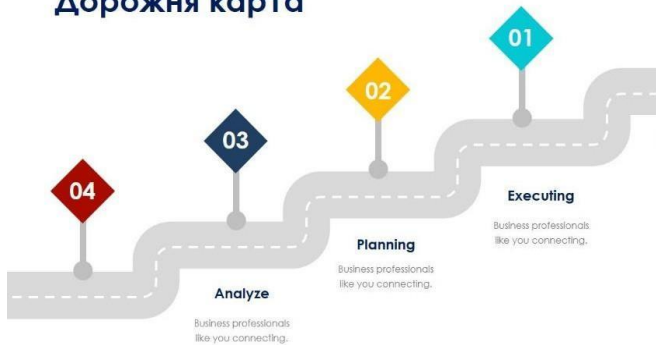 Дорожня карта
01
02
03
04
Executing
Business professionals
like you connecting.
Planning
Business professionals
like you connecting.
Analyze
Business professionals
like you connecting.